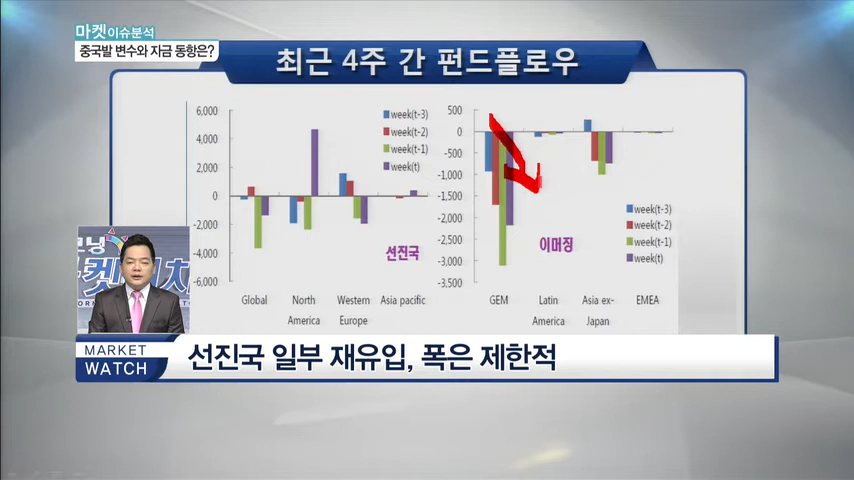 마켓이슈분석
중국발 변수와 자금 동향은?
최근 4주 간 펀드플로우
6,000
4,000
2,000
0
-2,000
-4,000
-6,000
week(t-3)
week(t-2)
week(t-1)
week(t)
선진국
Global
North America
Western Europe
Asia pacific
500
0
-500
-1,000
-1,500
-2,000
-2,500
-3,000
-3,500
week(t-3)
week(t-2)
week(t-1)
week(t)
이머징
GEM
Latin America
Asia ex-Japan
EMEA
MARKET
WATCH
선진국 일부 재유입, 폭은 제한적